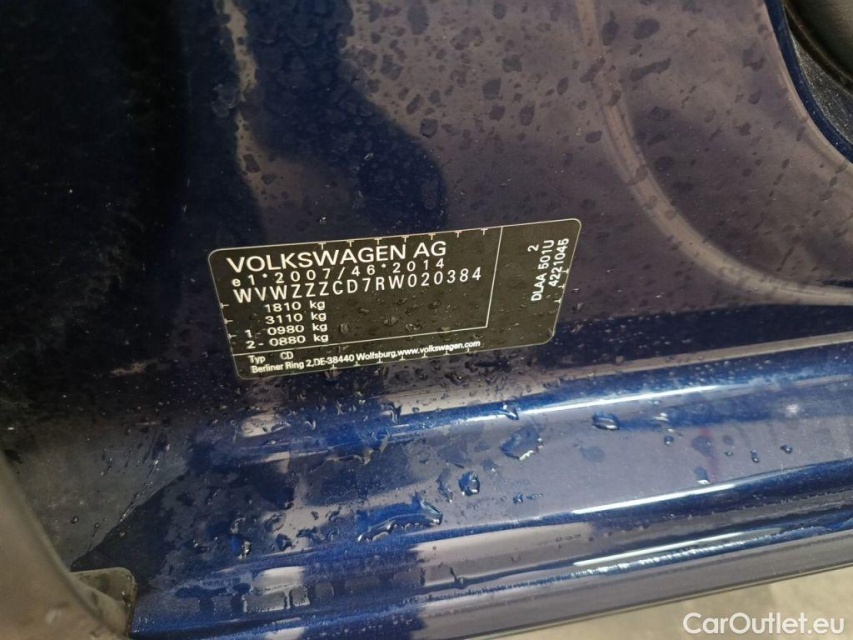 VOLKSWAGEN AG
e1*2007/46*2014
WVWZZZCD7RW020384
1810 kg
3110 kg
1- 0980 kg
2- 0880 kg
Typ CD
Berliner Ring 2,DE-38440 Wolfsburg,www.volkswagen.com
2
DLAA 501U
4221046
CarOutlet.eu